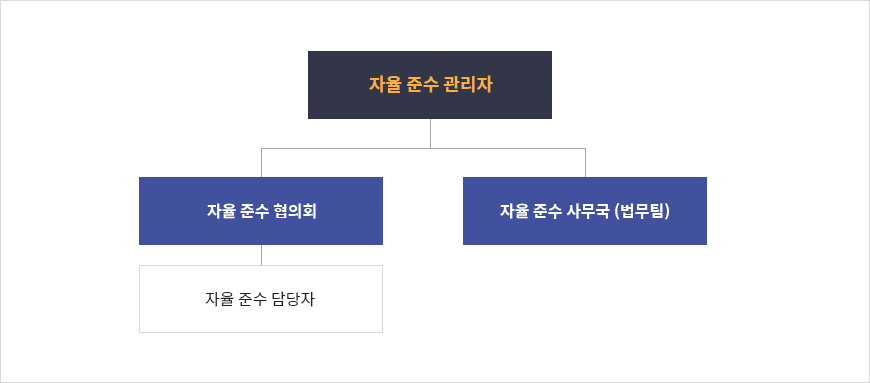 자율 준수 관리자
자율 준수 협의회
자율 준수 사무국 (법무팀)
자율 준수 담당자